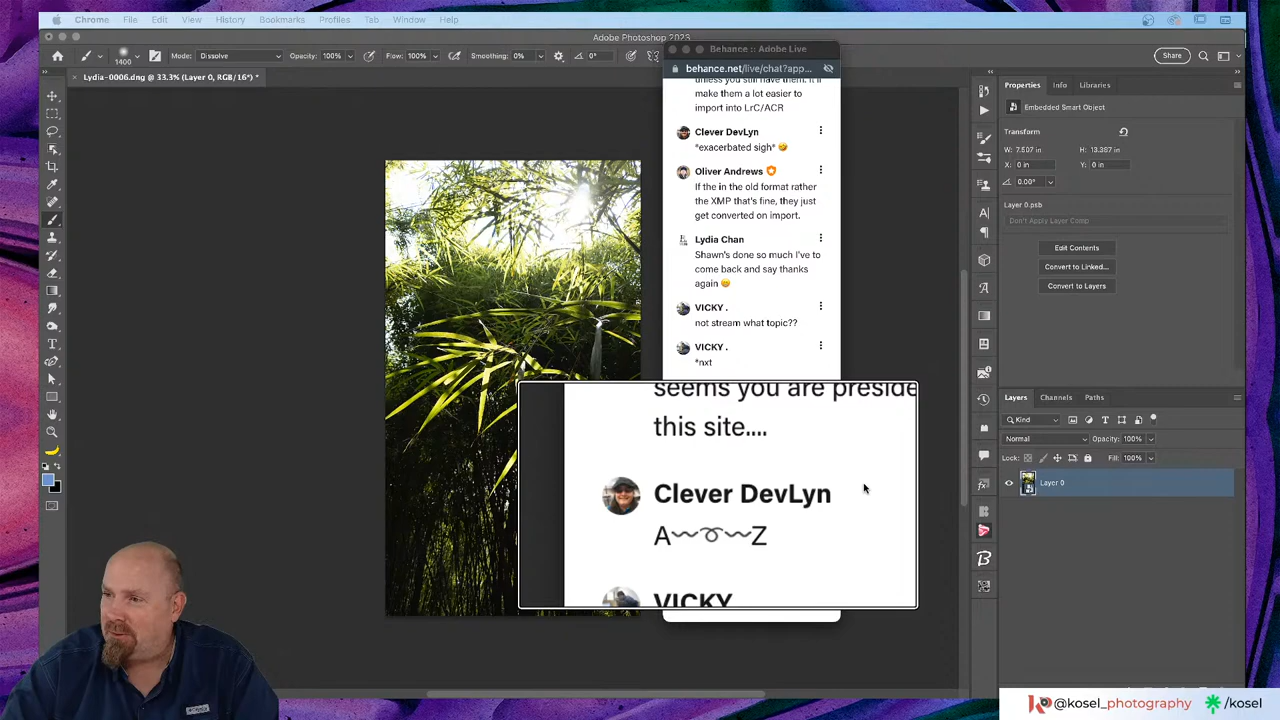 Chrome File Edit View History Bookmarks Profiles Tab Window Help
Adobe Photoshop 2023
1400 Mode: Dissolve Opacity: 100% Flow: 100% Smoothing: 0% 0° Share
Lydia-0006.dng @ 33.3% (Layer 0, RGB/16*) *
Behance :: Adobe Live
behance.net/live/chat?app...
unless you still have them. It'll
make them a lot easier to
import into LrC/ACR
Clever DevLyn
*exacerbated sigh* 🤣
Oliver Andrews
If the in the old format rather
the XMP that's fine, they just
get converted on import.
Lydia Chan
Shawn's done so much I've to
come back and say thanks
again 😄
VICKY .
not stream what topic??
VICKY .
*nxt
seems you are preside
this site....
Clever DevLyn
A〰➰〰Z
VICKY
Properties Info Libraries
Embedded Smart Object
Transform
W: 7.507 in H: 13.387 in
X: 0 in Y: 0 in
0.00°
Layer 0.psb
Don't Apply Layer Comp
Edit Contents
Convert to Linked...
Convert to Layers
Layers Channels Paths
Kind
Normal Opacity: 100%
Lock: Fill: 100%
Layer 0
@kosel_photography /kosel